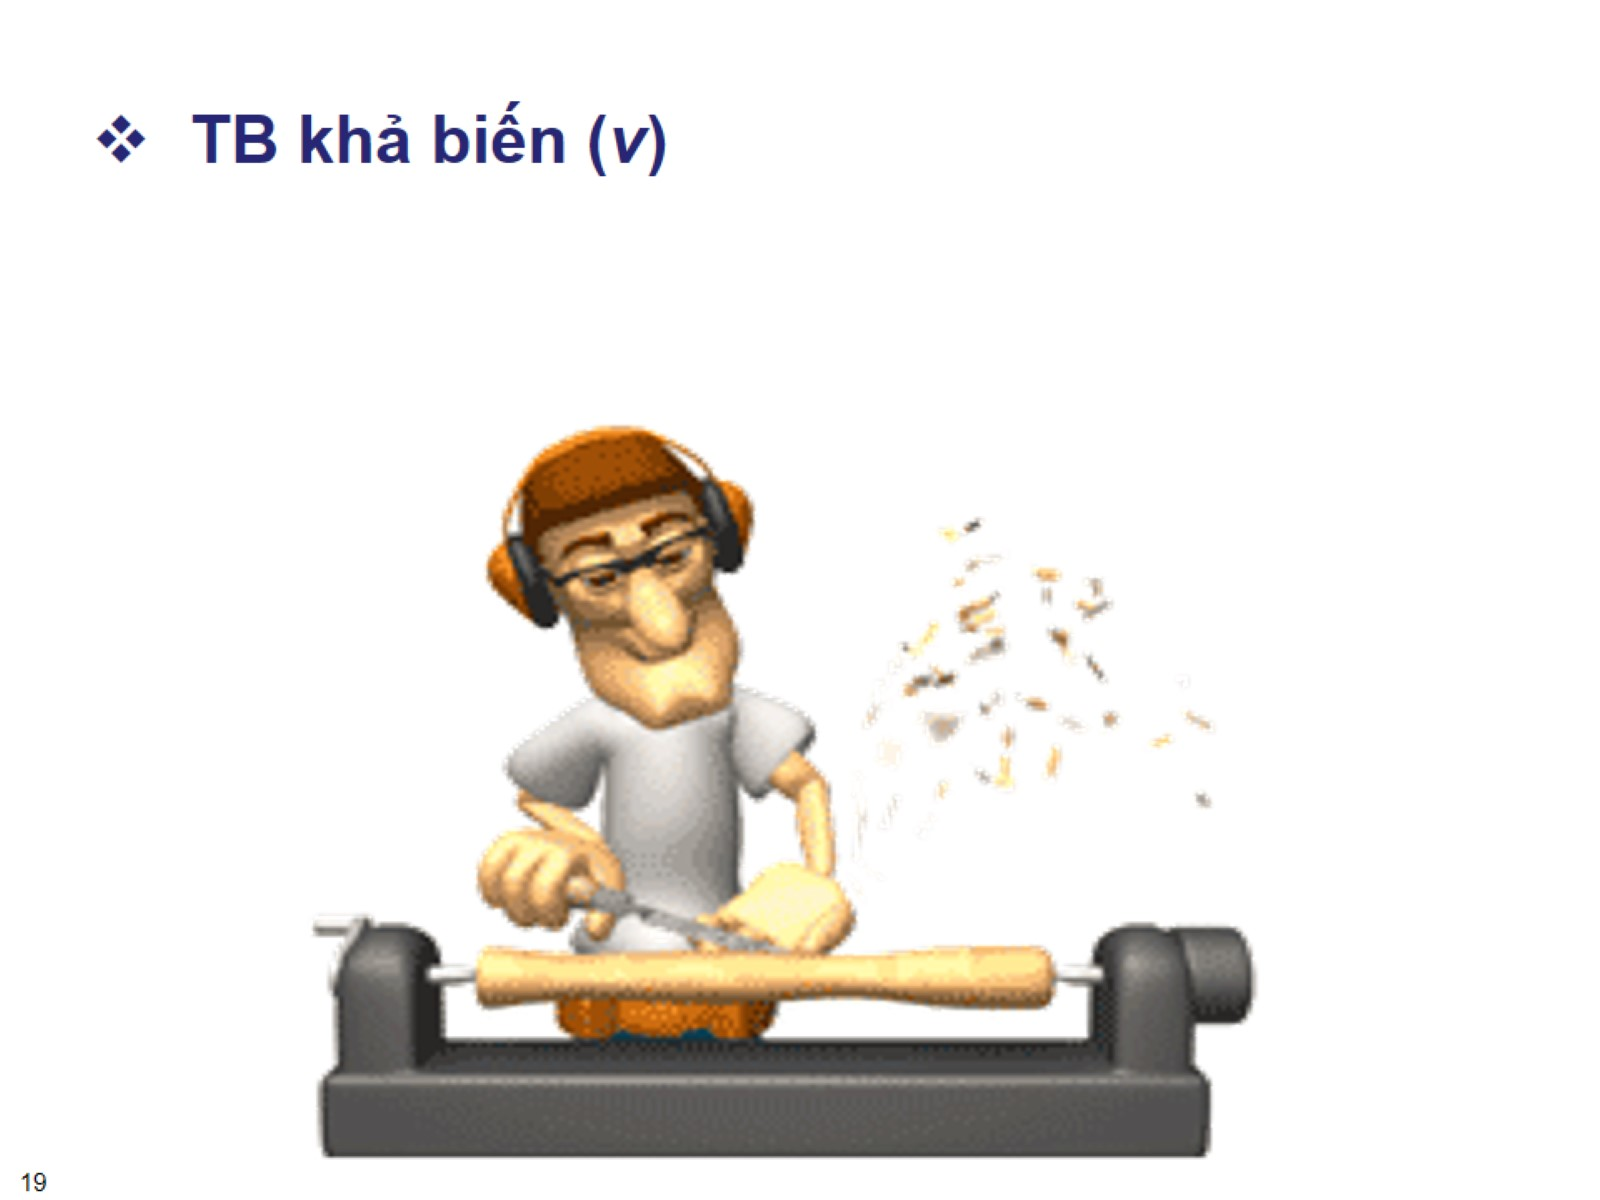 ❖ TB khả biến (v)
19